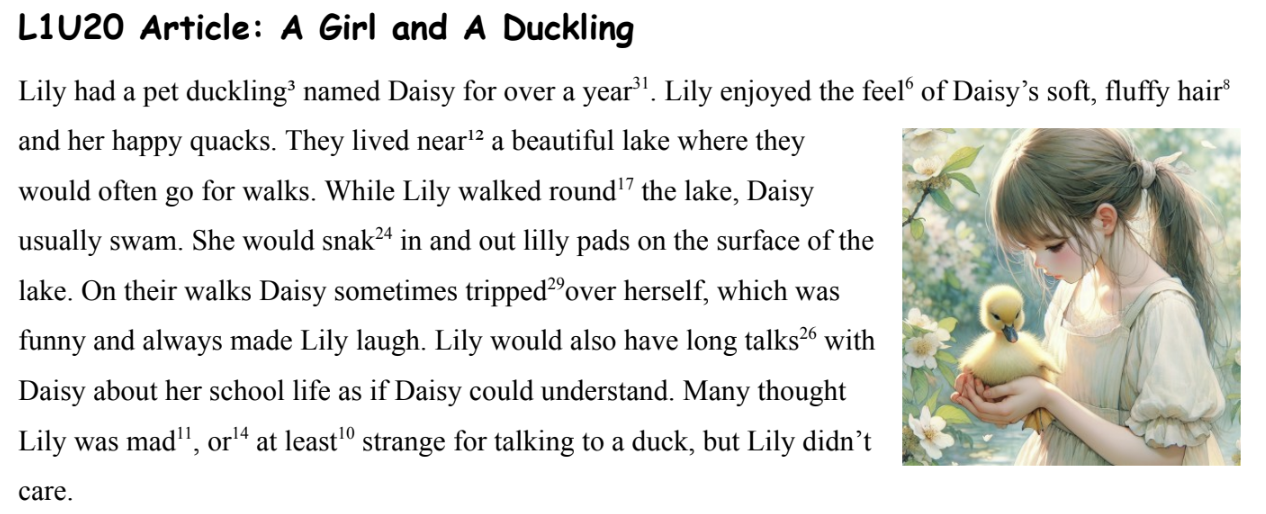 L1U20 Article: A Girl and A Duckling
Lily had a pet duckling³ named Daisy for over a year³¹. Lily enjoyed the feel⁶ of Daisy’s soft, fluffy hair⁸
and her happy quacks. They lived near¹² a beautiful lake where they
would often go for walks. While Lily walked round¹⁷ the lake, Daisy
usually swam. She would snak²⁴ in and out lilly pads on the surface of the
lake. On their walks Daisy sometimes tripped²⁹over herself, which was
funny and always made Lily laugh. Lily would also have long talks²⁶ with
Daisy about her school life as if Daisy could understand. Many thought
Lily was mad¹¹, or¹⁴ at least¹⁰ strange for talking to a duck, but Lily didn’t
care.